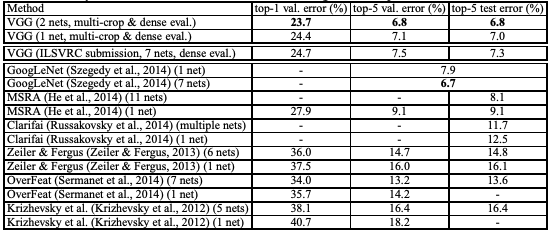 Method top-1 val. error (%) top-5 val. error (%) top-5 test error (%)
VGG (2 nets, multi-crop & dense eval.) 23.7 6.8 6.8
VGG (1 net, multi-crop & dense eval.) 24.4 7.1 7.0
VGG (ILSVRC submission, 7 nets, dense eval.) 24.7 7.5 7.3
GoogLeNet (Szegedy et al., 2014) (1 net) - 7.9
GoogLeNet (Szegedy et al., 2014) (7 nets) - 6.7
MSRA (He et al., 2014) (11 nets) - - 8.1
MSRA (He et al., 2014) (1 net) 27.9 9.1 9.1
Clarifai (Russakovsky et al., 2014) (multiple nets) - - 11.7
Clarifai (Russakovsky et al., 2014) (1 net) - - 12.5
Zeiler & Fergus (Zeiler & Fergus, 2013) (6 nets) 36.0 14.7 14.8
Zeiler & Fergus (Zeiler & Fergus, 2013) (1 net) 37.5 16.0 16.1
OverFeat (Sermanet et al., 2014) (7 nets) 34.0 13.2 13.6
OverFeat (Sermanet et al., 2014) (1 net) 35.7 14.2 -
Krizhevsky et al. (Krizhevsky et al., 2012) (5 nets) 38.1 16.4 16.4
Krizhevsky et al. (Krizhevsky et al., 2012) (1 net) 40.7 18.2 -